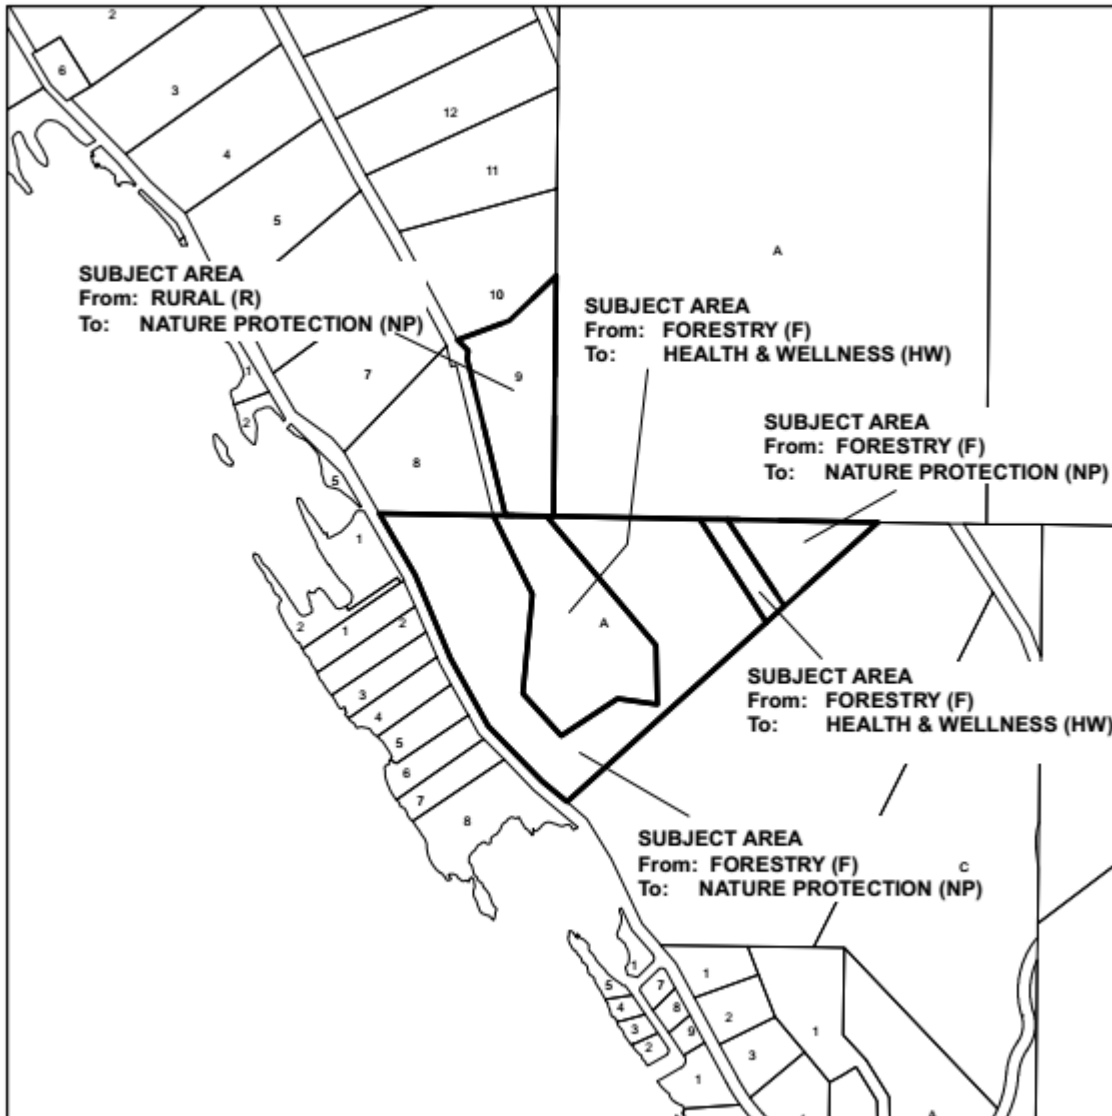 2
6
3
4
5
12
11
A
SUBJECT AREA
From: RURAL (R)
To: NATURE PROTECTION (NP)
10
SUBJECT AREA
From: FORESTRY (F)
To: HEALTH & WELLNESS (HW)
1
2
7
9
SUBJECT AREA
From: FORESTRY (F)
To: NATURE PROTECTION (NP)
8
5
1
2
1
2
A
3
4
5
6
7
8
SUBJECT AREA
From: FORESTRY (F)
To: HEALTH & WELLNESS (HW)
SUBJECT AREA
From: FORESTRY (F)
To: NATURE PROTECTION (NP)
C
1
5
4
3
2
7
8
9
1
1
2
3
1
A